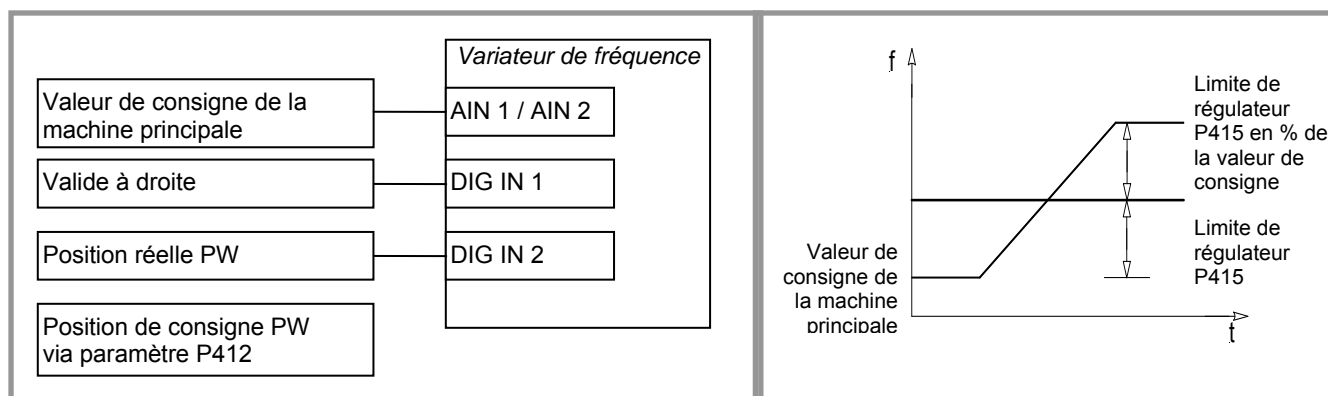 Variateur de fréquence
Valeur de consigne de la
machine principale
AIN 1 / AIN 2
Valide à droite
DIG IN 1
Position réelle PW
DIG IN 2
Position de consigne PW
via paramètre P412
f
Limite de
régulateur
P415 en % de
la valeur de
consigne
Limite de
régulateur
P415
Valeur de
consigne de
la machine
principale
t